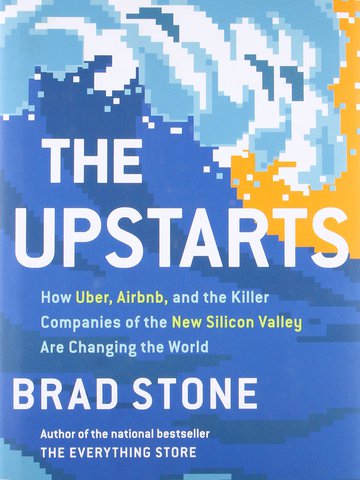 THE
UPSTARTS
How Uber, Airbnb, and the Killer
Companies of the New Silicon Valley
Are Changing the World
BRAD STONE
Author of the national bestseller
THE EVERYTHING STORE